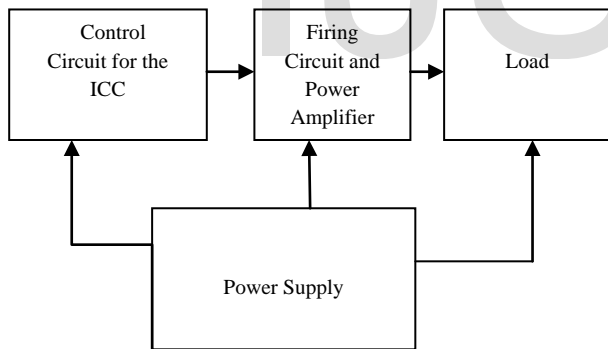 Control
Circuit for the
ICC
Firing
Circuit and
Power
Amplifier
Load
Power Supply